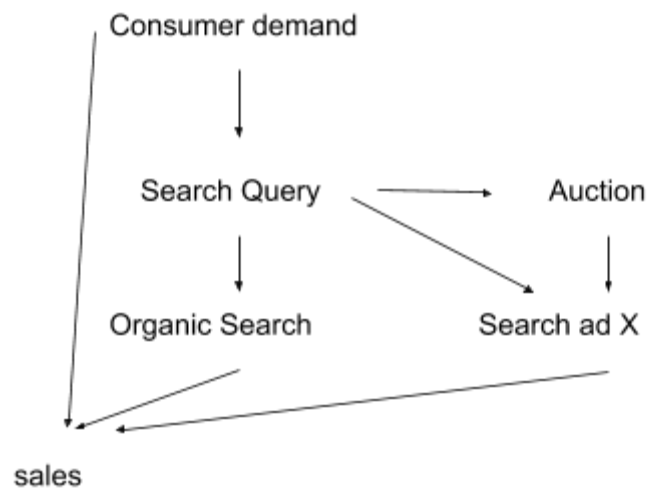 Consumer demand
Search Query
Auction
Organic Search
Search ad X
sales